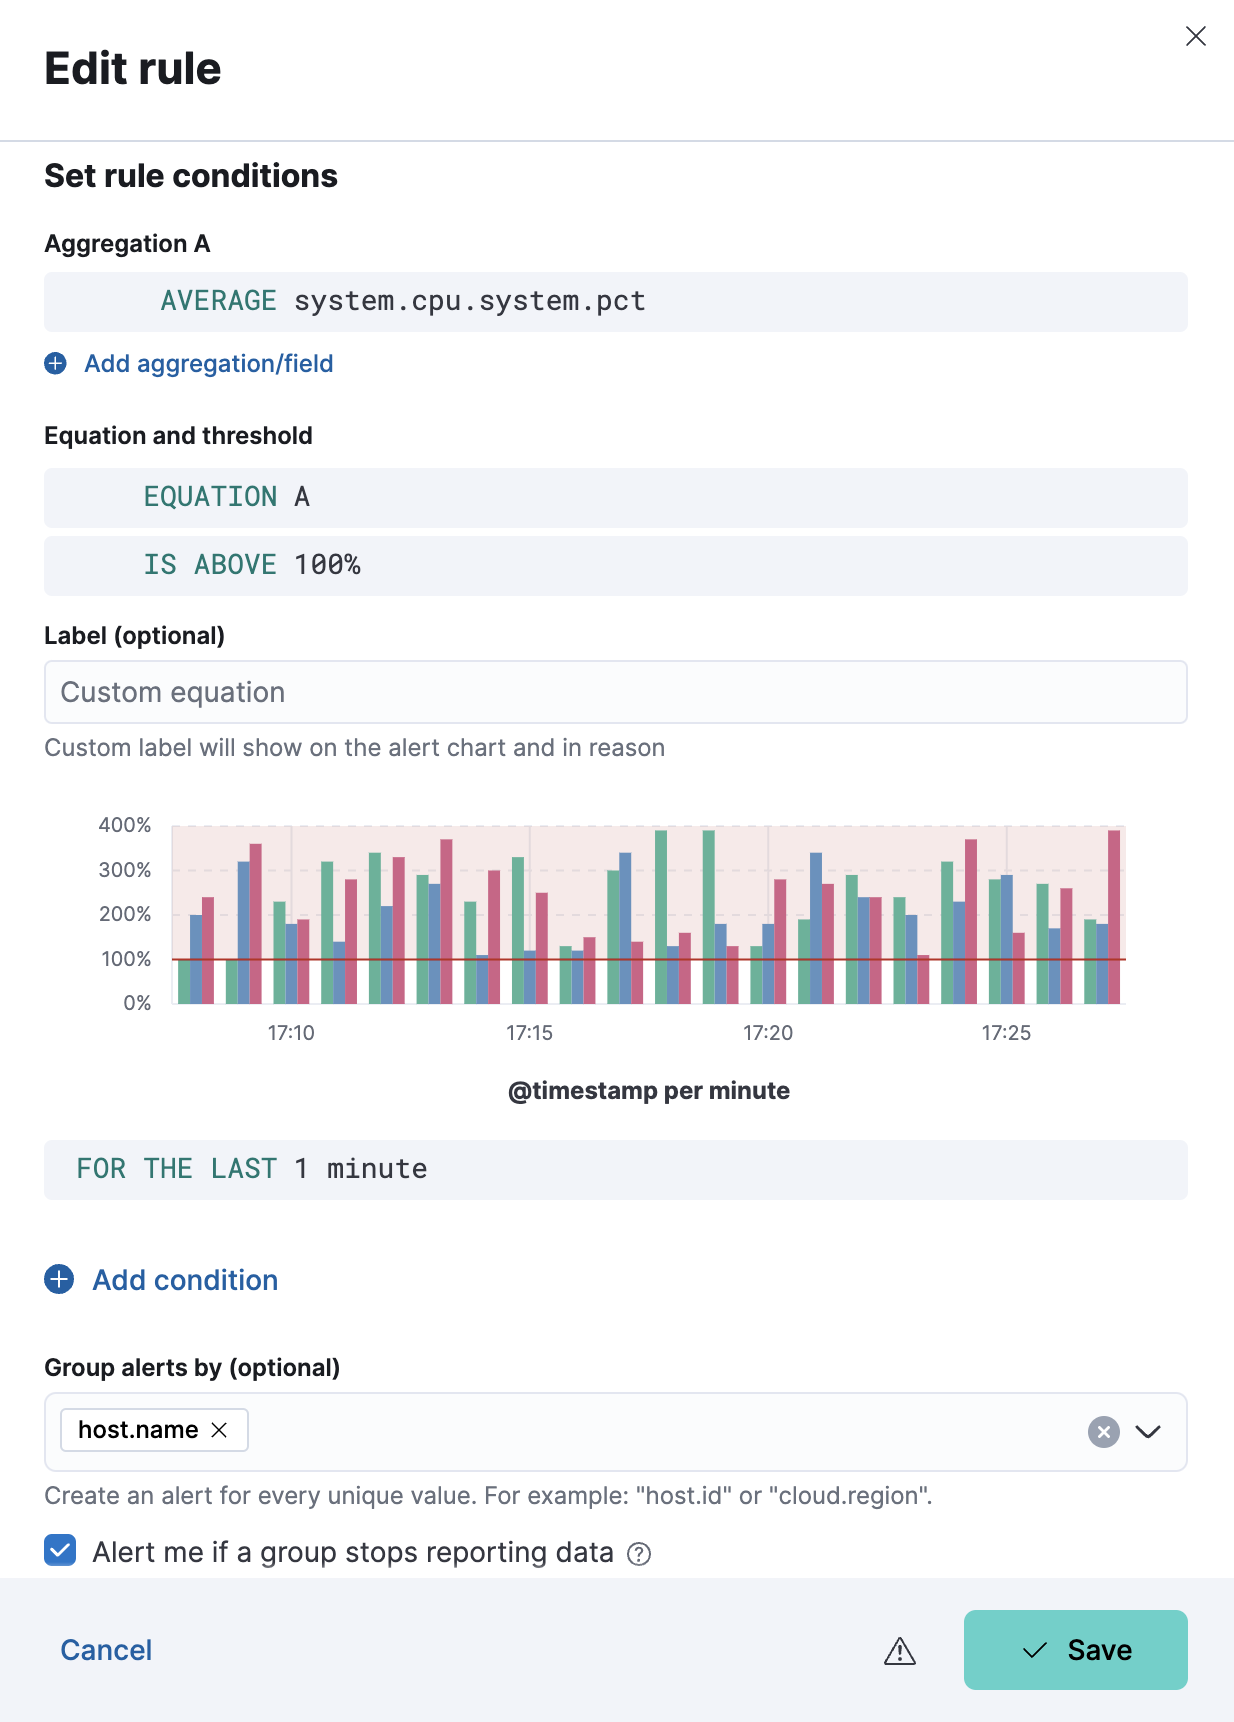 Edit rule
Set rule conditions
Aggregation A
AVERAGE system.cpu.system.pct
Add aggregation/field
Equation and threshold
EQUATION A
IS ABOVE 100%
Label (optional)
Custom equation
Custom label will show on the alert chart and in reason
400%
300%
200%
100%
0%
17:10 17:15 17:20 17:25
@timestamp per minute
FOR THE LAST 1 minute
Add condition
Group alerts by (optional)
host.name
Create an alert for every unique value. For example: "host.id" or "cloud.region".
Alert me if a group stops reporting data
Cancel
Save